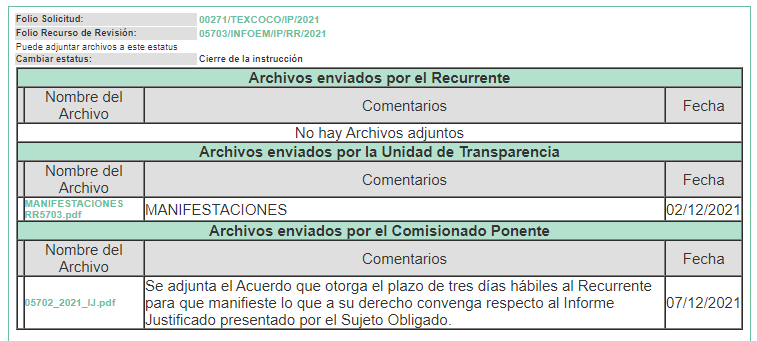 Folio Solicitud: 00271/TEXCOCO/IP/2021
Folio Recurso de Revisión: 05703/INFOEM/IP/RR/2021
Puede adjuntar archivos a este estatus
Cambiar estatus: Cierre de la instrucción
Archivos enviados por el Recurrente
Nombre del Archivo Comentarios Fecha
No hay Archivos adjuntos
Archivos enviados por la Unidad de Transparencia
Nombre del Archivo Comentarios Fecha
MANIFESTACIONES RR5703.pdf MANIFESTACIONES 02/12/2021
Archivos enviados por el Comisionado Ponente
Nombre del Archivo Comentarios Fecha
Se adjunta el Acuerdo que otorga el plazo de tres días hábiles al Recurrente
05702_2021_IJ.pdf para que manifieste lo que a su derecho convenga respecto al Informe 07/12/2021
Justificado presentado por el Sujeto Obligado.